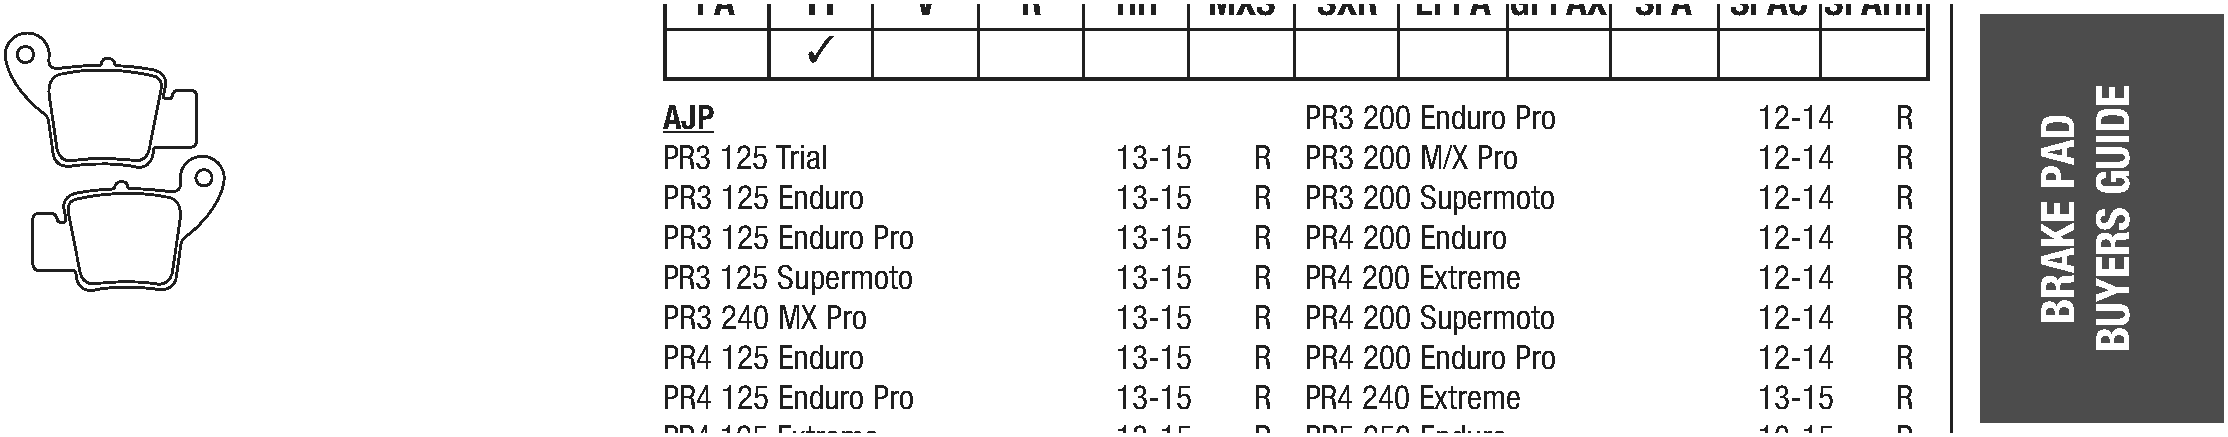 ✓
AJP
PR3 125 Trial 13-15 R
PR3 125 Enduro 13-15 R
PR3 125 Enduro Pro 13-15 R
PR3 125 Supermoto 13-15 R
PR3 240 MX Pro 13-15 R
PR4 125 Enduro 13-15 R
PR4 125 Enduro Pro 13-15 R
PR3 200 Enduro Pro 12-14 R
PR3 200 M/X Pro 12-14 R
PR3 200 Supermoto 12-14 R
PR4 200 Enduro 12-14 R
PR4 200 Extreme 12-14 R
PR4 200 Supermoto 12-14 R
PR4 200 Enduro Pro 12-14 R
PR4 240 Extreme 13-15 R
BRAKE PAD
BUYERS GUIDE